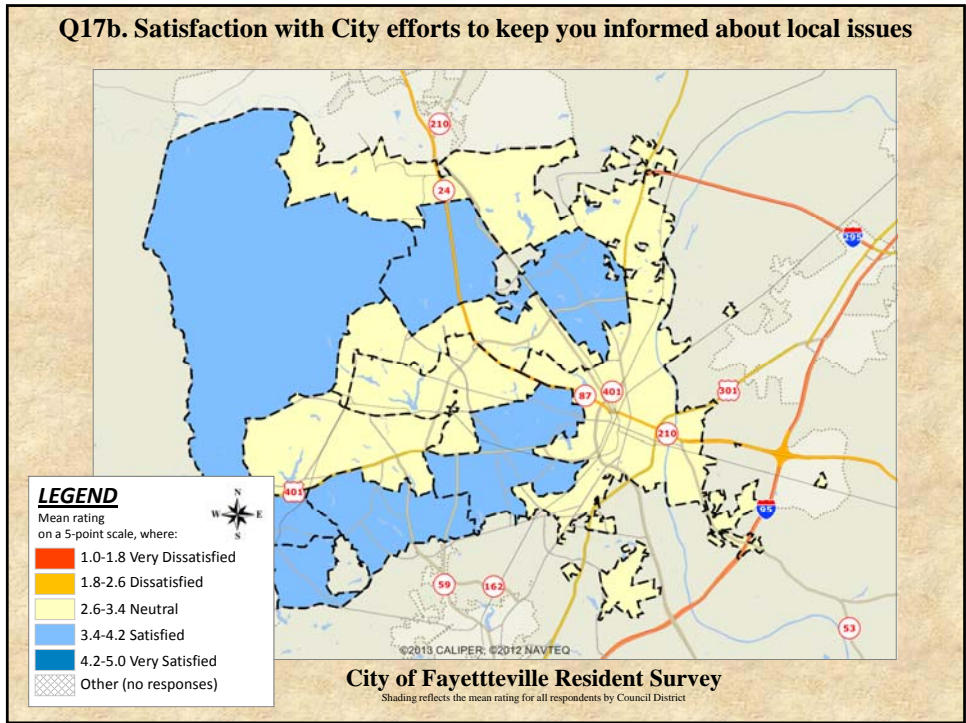 Q17b. Satisfaction with City efforts to keep you informed about local issues
210
24
295
87
401
301
210
401
95
59
162
53
LEGEND
Mean rating
on a 5-point scale, where:
N
W E
S
1.0-1.8 Very Dissatisfied
1.8-2.6 Dissatisfied
2.6-3.4 Neutral
3.4-4.2 Satisfied
4.2-5.0 Very Satisfied
Other (no responses)
©2013 CALIPER; ©2012 NAVTEQ
City of Fayettteville Resident Survey
Shading reflects the mean rating for all respondents by Council District